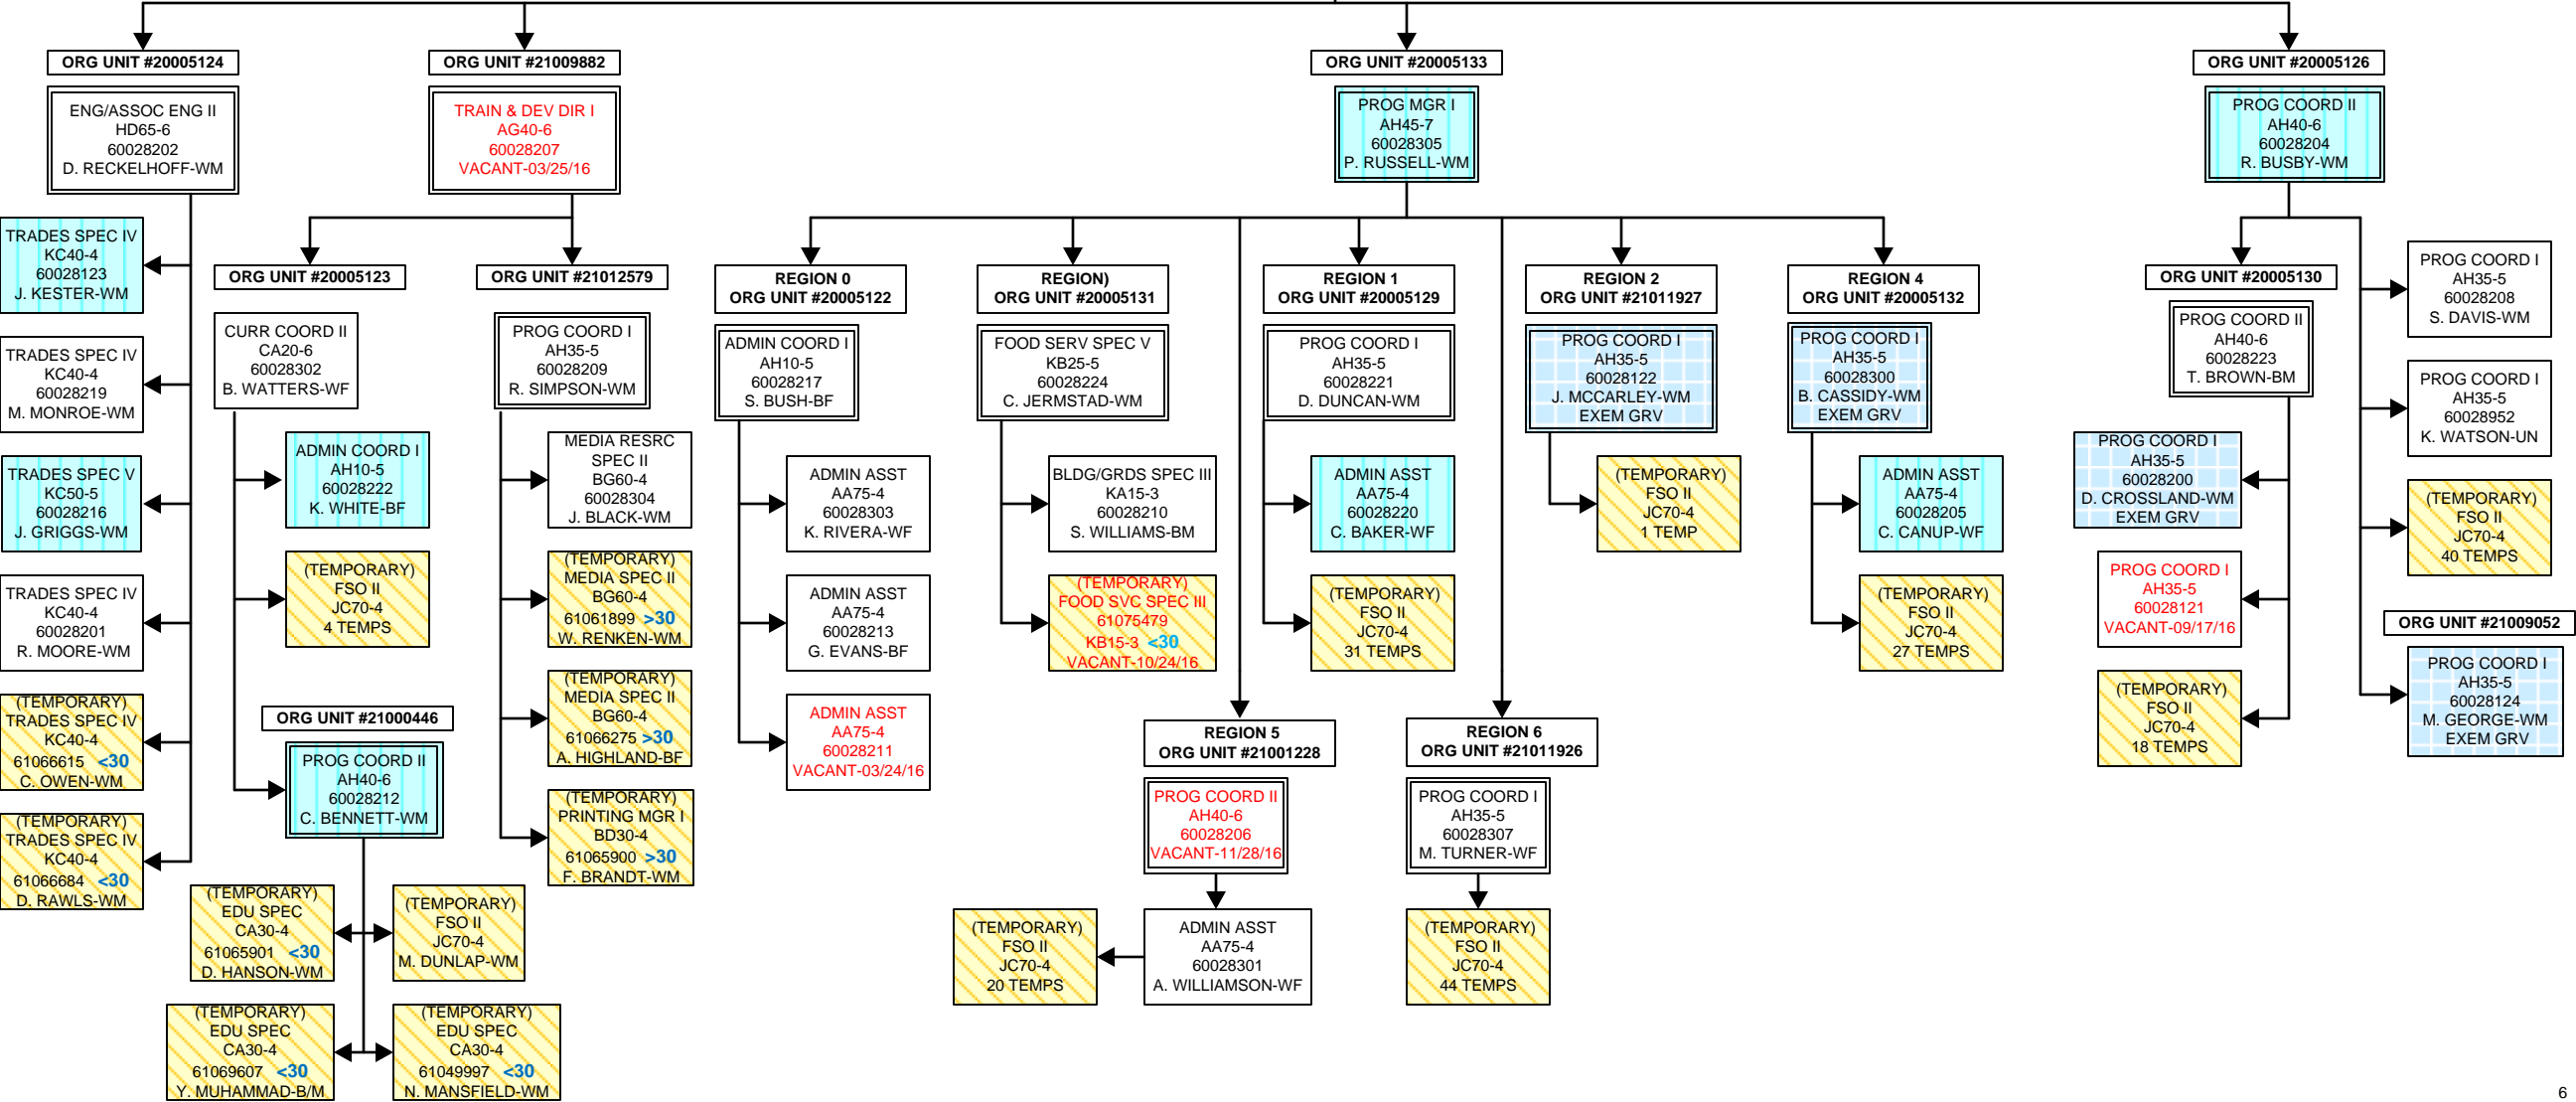 ORG UNIT #20005124
ENG/ASSOC ENG II
HD65-6
60028202
D. RECKELHOFF-WM
TRADES SPEC IV
KC40-4
60028123
J. KESTER-WM
TRADES SPEC IV
KC40-4
60028219
M. MONROE-WM
TRADES SPEC V
KC50-5
60028216
J. GRIGGS-WM
TRADES SPEC IV
KC40-4
60028201
R. MOORE-WM
(TEMPORARY)
TRADES SPEC IV
KC40-4
61066615 <30
C. OWEN-WM
(TEMPORARY)
TRADES SPEC IV
KC40-4
61066684 <30
D. RAWLS-WM
ORG UNIT #21009882
TRAIN & DEV DIR I
AG40-6
60028207
VACANT-03/25/16
ORG UNIT #20005123
CURR COORD II
CA20-6
60028302
B. WATTERS-WF
ADMIN COORD I
AH10-5
60028222
K. WHITE-BF
(TEMPORARY)
FSO II
JC70-4
4 TEMPS
ORG UNIT #21000446
PROG COORD II
AH40-6
60028212
C. BENNETT-WM
(TEMPORARY)
EDU SPEC
CA30-4
61065901 <30
D. HANSON-WM
(TEMPORARY)
FSO II
JC70-4
M. DUNLAP-WM
(TEMPORARY)
EDU SPEC
CA30-4
61069607 <30
Y. MUHAMMAD-B/M
(TEMPORARY)
EDU SPEC
CA30-4
61049997 <30
N. MANSFIELD-WM
ORG UNIT #21012579
PROG COORD I
AH35-5
60028209
R. SIMPSON-WM
MEDIA RESRC
SPEC II
BG60-4
60028304
J. BLACK-WM
(TEMPORARY)
MEDIA SPEC II
BG60-4
61061899 >30
W. RENKEN-WM
(TEMPORARY)
MEDIA SPEC II
BG60-4
61066275 >30
A. HIGHLAND-BF
(TEMPORARY)
PRINTING MGR I
BD30-4
61065900 >30
F. BRANDT-WM
ORG UNIT #20005133
PROG MGR I
AH45-7
60028305
P. RUSSELL-WM
REGION 0
ORG UNIT #20005122
ADMIN COORD I
AH10-5
60028217
S. BUSH-BF
ADMIN ASST
AA75-4
60028303
K. RIVERA-WF
ADMIN ASST
AA75-4
60028213
G. EVANS-BF
ADMIN ASST
AA75-4
60028211
VACANT-03/24/16
REGION)
ORG UNIT #20005131
FOOD SERV SPEC V
KB25-5
60028224
C. JERMSTAD-WM
BLDG/GRDS SPEC III
KA15-3
60028210
S. WILLIAMS-BM
(TEMPORARY)
FOOD SVC SPEC III
61075479
KB15-3 <30
VACANT-10/24/16
REGION 1
ORG UNIT #20005129
PROG COORD I
AH35-5
60028221
D. DUNCAN-WM
ADMIN ASST
AA75-4
60028220
C. BAKER-WF
(TEMPORARY)
FSO II
JC70-4
31 TEMPS
REGION 2
ORG UNIT #21011927
PROG COORD I
AH35-5
60028122
J. MCCARLEY-WM
EXEM GRV
(TEMPORARY)
FSO II
JC70-4
1 TEMP
REGION 4
ORG UNIT #20005132
PROG COORD I
AH35-5
60028300
B. CASSIDY-WM
EXEM GRV
ADMIN ASST
AA75-4
60028205
C. CANUP-WF
(TEMPORARY)
FSO II
JC70-4
27 TEMPS
REGION 5
ORG UNIT #21001228
PROG COORD II
AH40-6
60028206
VACANT-11/28/16
ADMIN ASST
AA75-4
60028301
A. WILLIAMSON-WF
(TEMPORARY)
FSO II
JC70-4
20 TEMPS
REGION 6
ORG UNIT #21011926
PROG COORD I
AH35-5
60028307
M. TURNER-WF
(TEMPORARY)
FSO II
JC70-4
44 TEMPS
ORG UNIT #20005126
PROG COORD II
AH40-6
60028204
R. BUSBY-WM
ORG UNIT #20005130
PROG COORD II
AH40-6
60028223
T. BROWN-BM
PROG COORD I
AH35-5
60028200
D. CROSSLAND-WM
EXEM GRV
PROG COORD I
AH35-5
60028121
VACANT-09/17/16
(TEMPORARY)
FSO II
JC70-4
18 TEMPS
PROG COORD I
AH35-5
60028208
S. DAVIS-WM
PROG COORD I
AH35-5
60028952
K. WATSON-UN
(TEMPORARY)
FSO II
JC70-4
40 TEMPS
ORG UNIT #21009052
PROG COORD I
AH35-5
60028124
M. GEORGE-WM
EXEM GRV
6